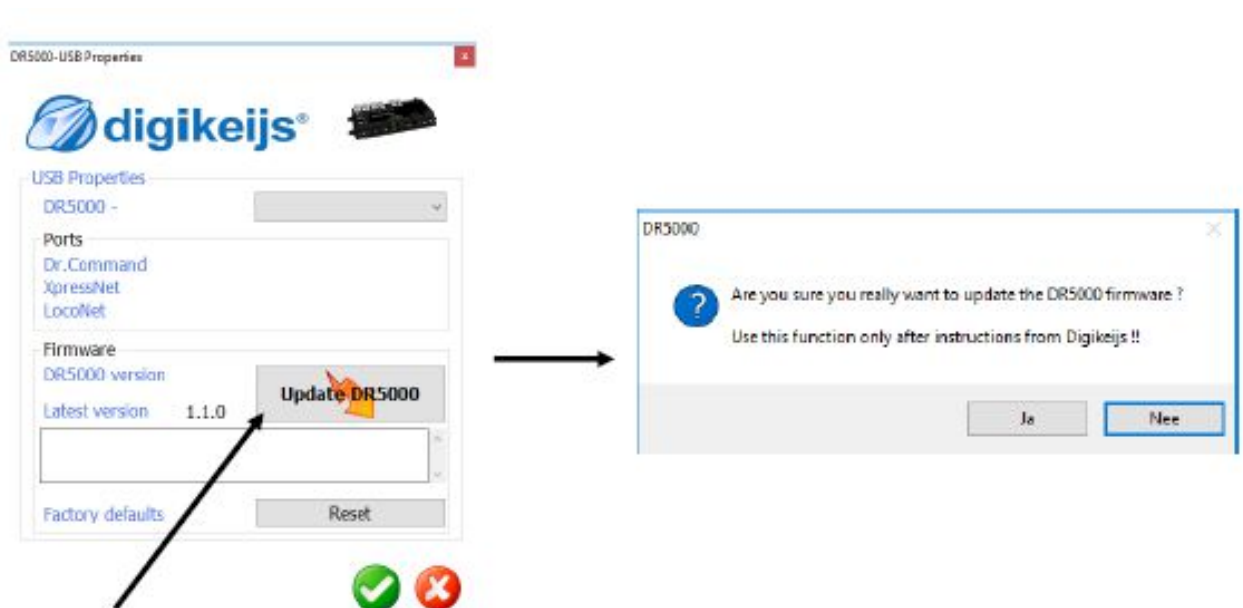 DR5000-USB Properties
x
digikeijs®
USB Properties
DR5000 -
Ports
Dr.Command
XpressNet
LocoNet
Firmware
DR5000 version
Update DR5000
Latest version 1.1.0
Factory defaults Reset
DR5000
Are you sure you really want to update the DR5000 firmware ?
Use this function only after instructions from Digikeijs !!
Ja Nee